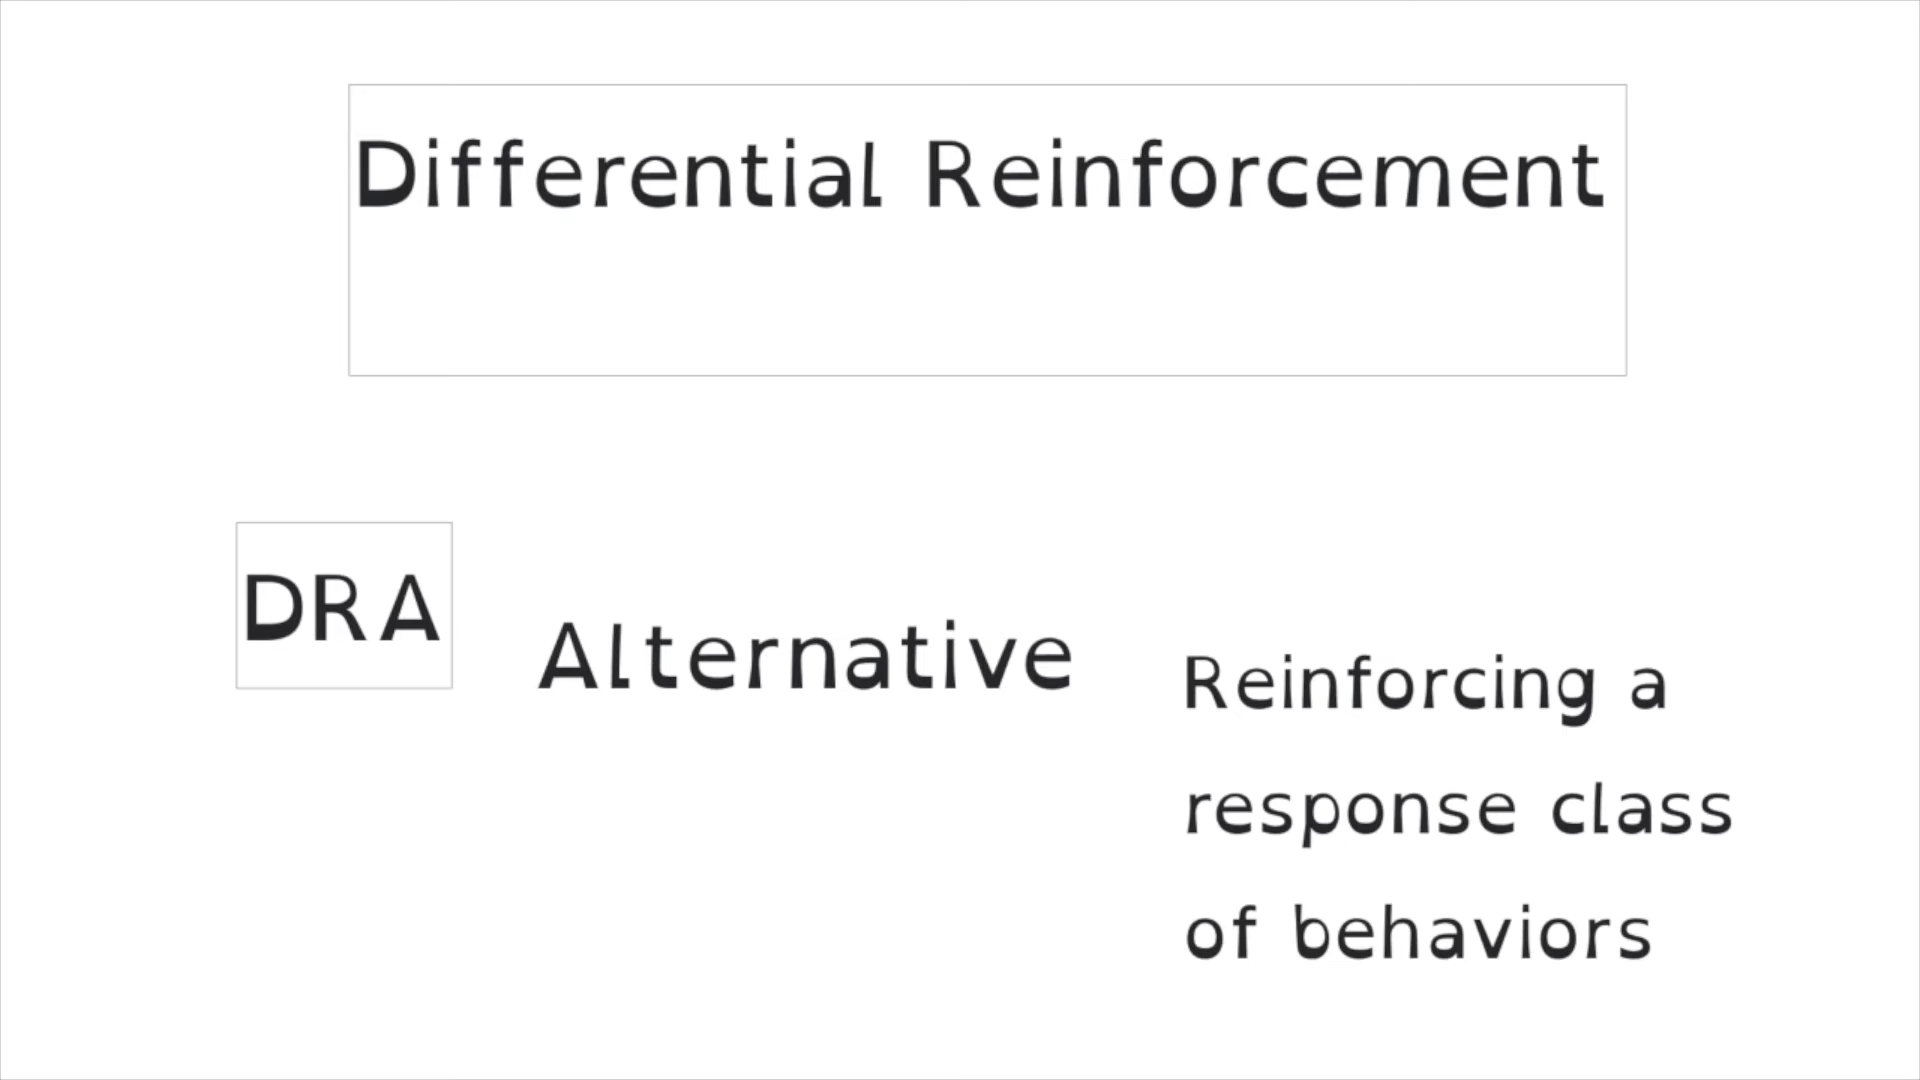 Differential Reinforcement
DRA
Alternative
Reinforcing a
response class
of behaviors